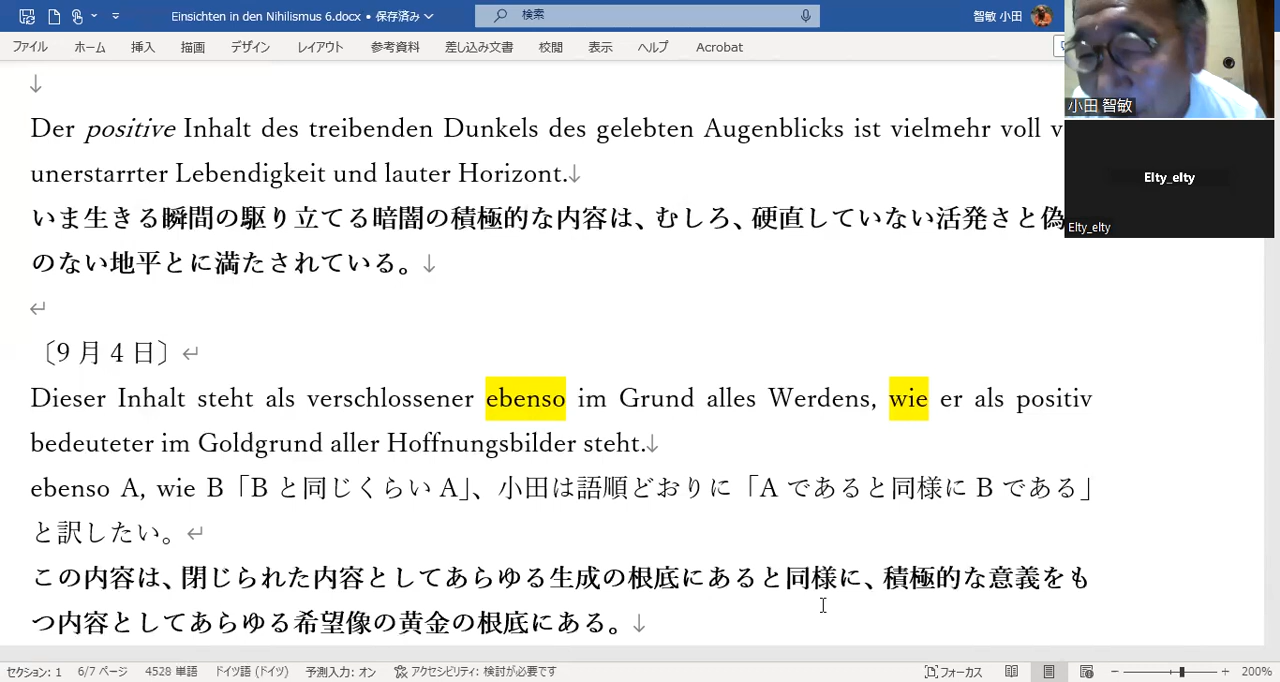 Einsichten in den Nihilismus 6.docx • 保存済み
検索
智敏 小田
ファイル ホーム 挿入 描画 デザイン レイアウト 参考資料 差し込み文書 校閲 表示 ヘルプ Acrobat
↓
Der positive Inhalt des treibenden Dunkels des gelebten Augenblicks ist vielmehr voll v
unerstarrter Lebendigkeit und lauter Horizont.↓
いま生きる瞬間の駆り立てる暗闇の積極的な内容は、むしろ、硬直していない活発さと偽
のない地平とに満たされている。↓
↵
〔9 月 4 日〕↵
Dieser Inhalt steht als verschlossener ebenso im Grund alles Werdens, wie er als positiv
bedeuteter im Goldgrund aller Hoffnungsbilder steht.↓
ebenso A, wie B「B と同じくらい A」、小田は語順どおりに「A であると同様に B である」
と訳したい。↵
この内容は、閉じられた内容としてあらゆる生成の根底にあると同様に、積極的な意義をも
つ内容としてあらゆる希望像の黄金の根底にある。↓
小田 智敏
Elty_elty
Elty_elty
セクション: 1 6/7 ページ 4528 単語 ドイツ語 (ドイツ) 予測入力: オン アクセシビリティ: 検討が必要です フォーカス 200%